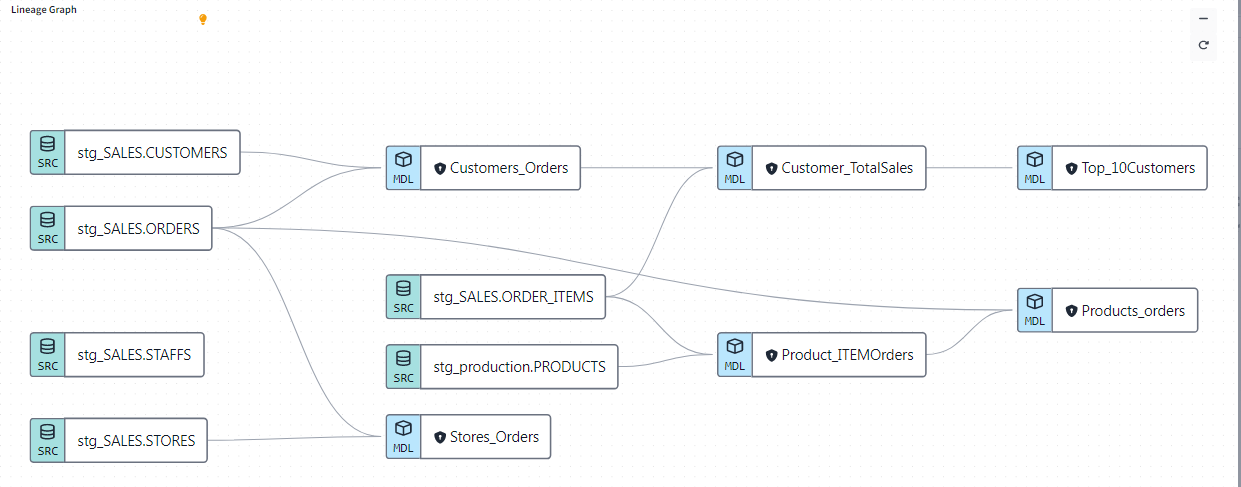 Lineage Graph
stg_SALES.CUSTOMERS
SRC
Customers_Orders
MDL
Customer_TotalSales
MDL
Top_10Customers
MDL
stg_SALES.ORDERS
SRC
stg_SALES.ORDER_ITEMS
SRC
Products_orders
MDL
stg_SALES.STAFFS
SRC
stg_production.PRODUCTS
SRC
Product_ITEMOrders
MDL
stg_SALES.STORES
SRC
Stores_Orders
MDL